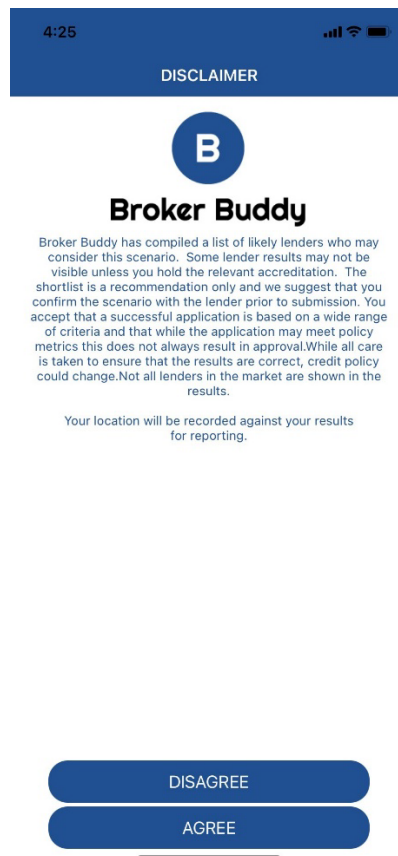 4:25
DISCLAIMER
B
Broker Buddy
Broker Buddy has compiled a list of likely lenders who may
consider this scenario.  Some lender results may not be
visible unless you hold the relevant accreditation.  The
shortlist is a recommendation only and we suggest that you
confirm the scenario with the lender prior to submission. You
accept that a successful application is based on a wide range
of criteria and that while the application may meet policy
metrics this does not always result in approval.While all care
is taken to ensure that the results are correct, credit policy
could change.Not all lenders in the market are shown in the
results.
Your location will be recorded against your results
for reporting.
DISAGREE
AGREE